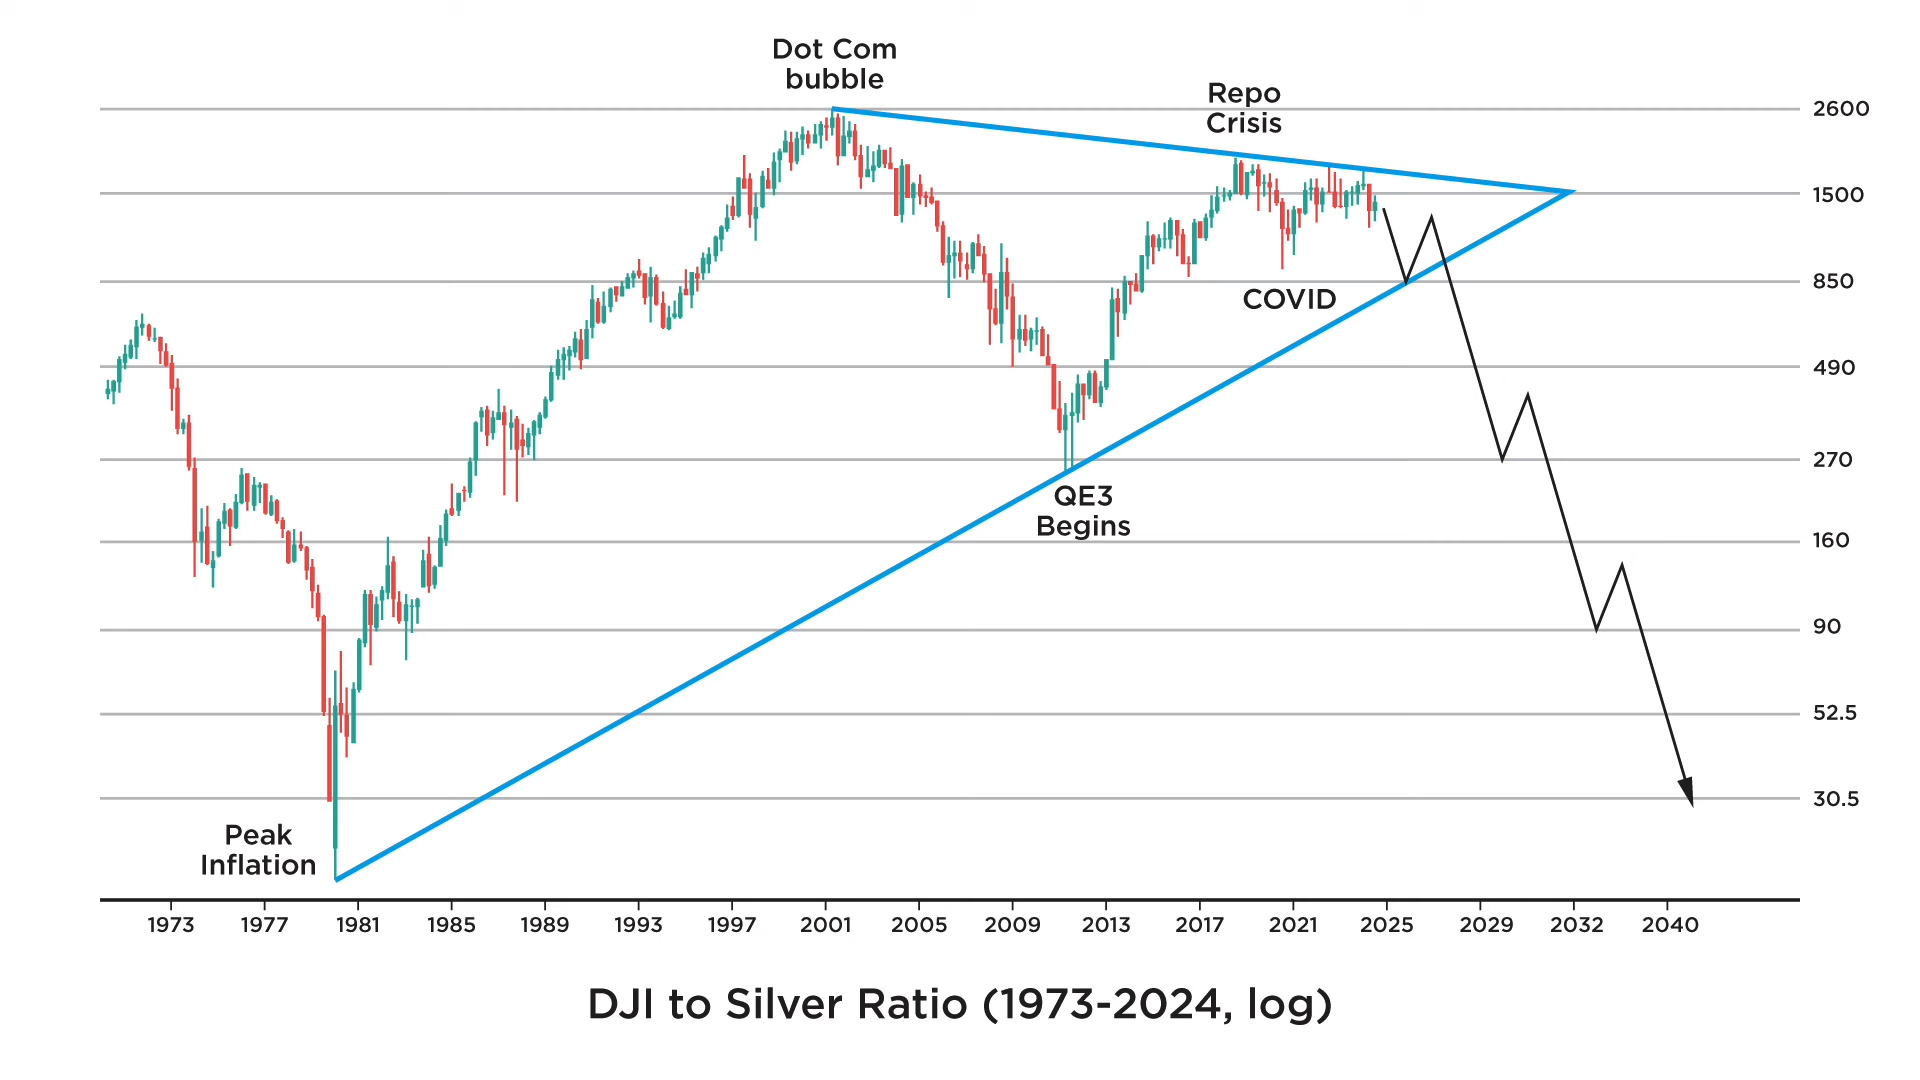 Dot Com
bubble
Repo
Crisis
2600
1500
850
COVID
490
270
QE3
Begins
160
90
52.5
30.5
Peak
Inflation
1973 1977 1981 1985 1989 1993 1997 2001 2005 2009 2013 2017 2021 2025 2029 2032 2040
DJI to Silver Ratio (1973-2024, log)